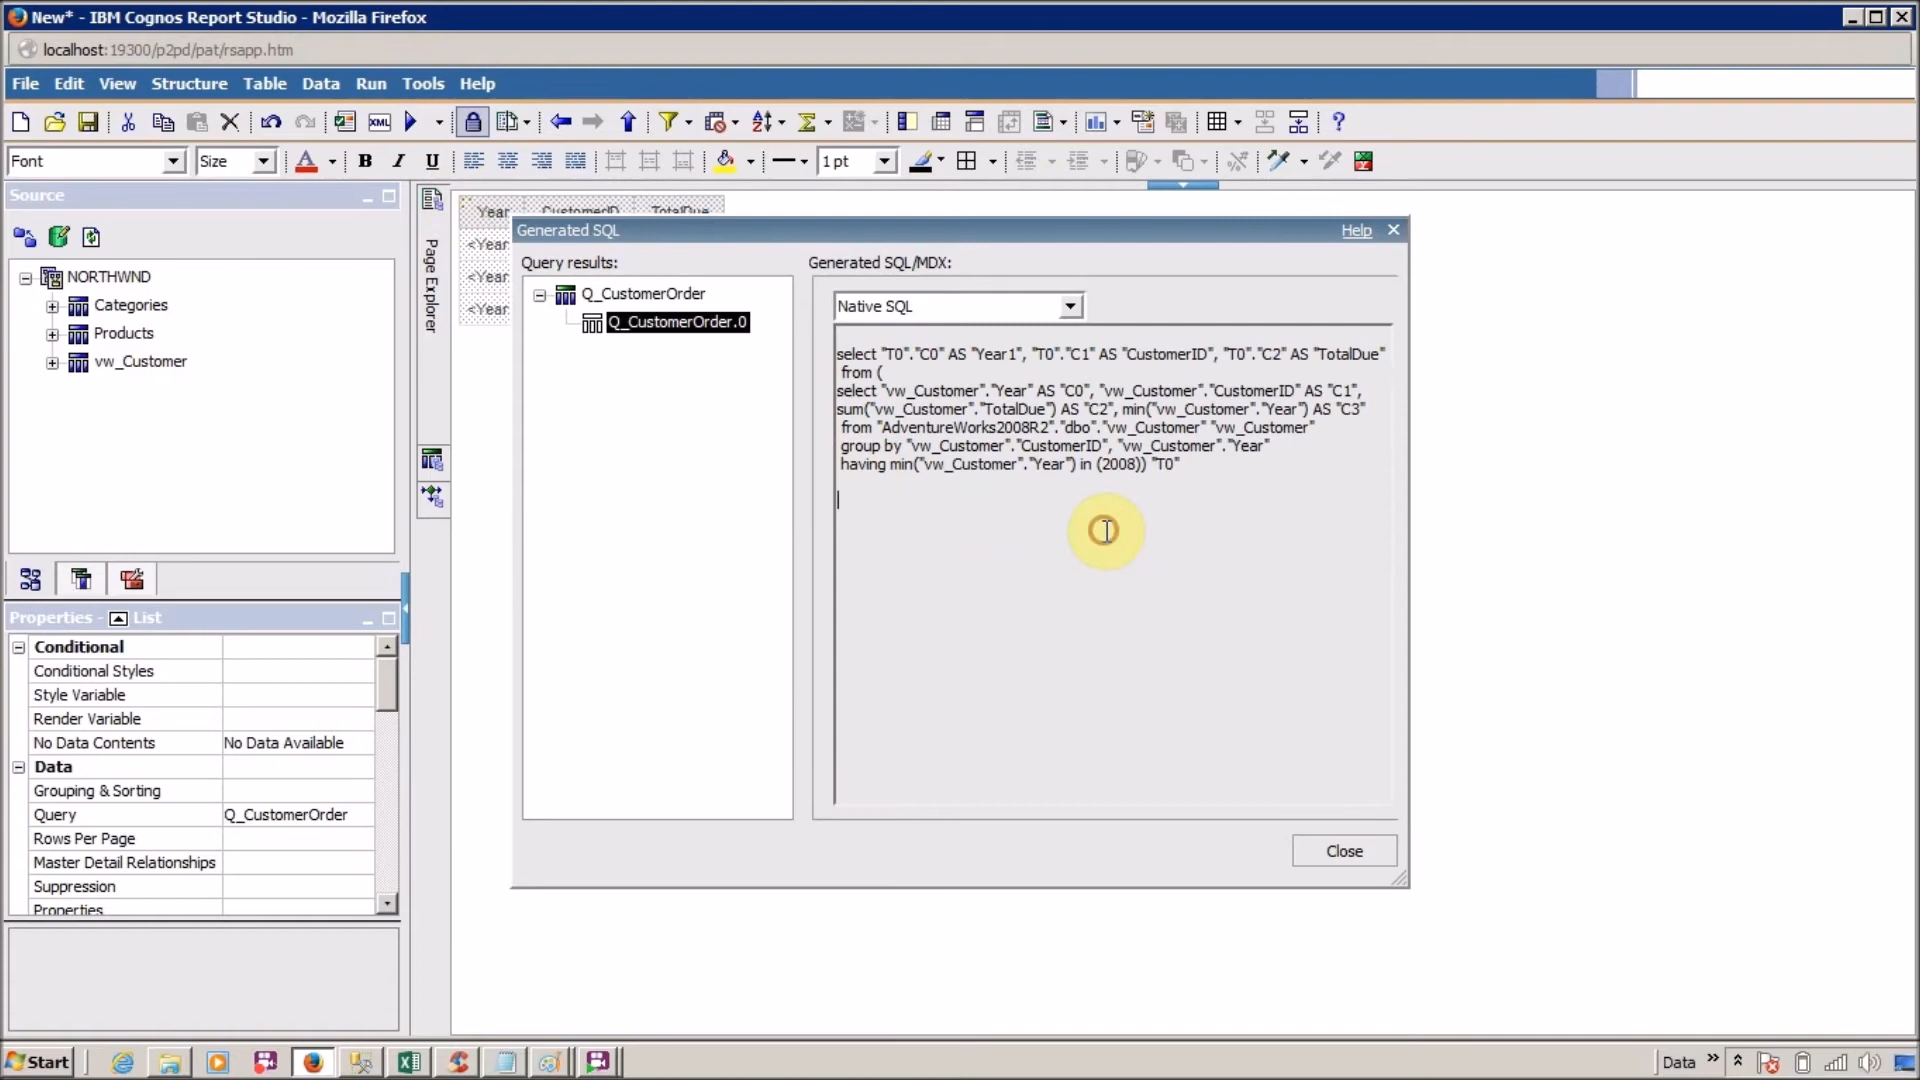 New* - IBM Cognos Report Studio - Mozilla Firefox
localhost:19300/p2pd/pat/rsapp.htm
File Edit View Structure Table Data Run Tools Help
XML
Font Size A B I U 1 pt
Source
NORTHWND
Categories
Products
vw_Customer
Page Explorer
Year CustomerID TotalDue
<Year
<Year
<Year
Generated SQL Help
Query results:
Q_CustomerOrder
Q_CustomerOrder.0
Generated SQL/MDX:
Native SQL
select "T0"."C0" AS "Year1", "T0"."C1" AS "CustomerID", "T0"."C2" AS "TotalDue"
from (
select "vw_Customer"."Year" AS "C0", "vw_Customer"."CustomerID" AS "C1",
sum("vw_Customer"."TotalDue") AS "C2", min("vw_Customer"."Year") AS "C3"
from "AdventureWorks2008R2"."dbo"."vw_Customer" "vw_Customer"
group by "vw_Customer"."CustomerID", "vw_Customer"."Year"
having min("vw_Customer"."Year") in (2008)) "T0"
Close
Properties - List
Conditional
Conditional Styles
Style Variable
Render Variable
No Data Contents No Data Available
Data
Grouping & Sorting
Query Q_CustomerOrder
Rows Per Page
Master Detail Relationships
Suppression
Properties
Start
Data